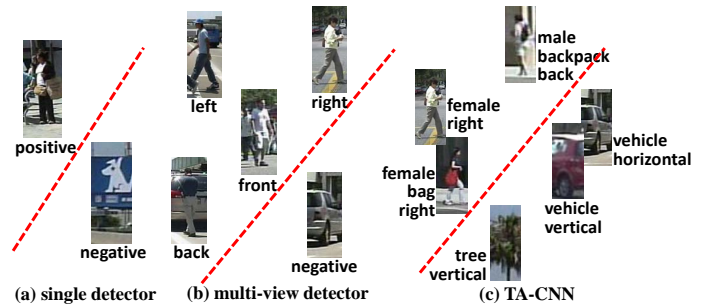 positive
negative
(a) single detector
left
right
front
back
negative
(b) multi-view detector
male
backpack
back
female
right
female
bag
right
vehicle
horizontal
vehicle
vertical
tree
vertical
(c) TA-CNN